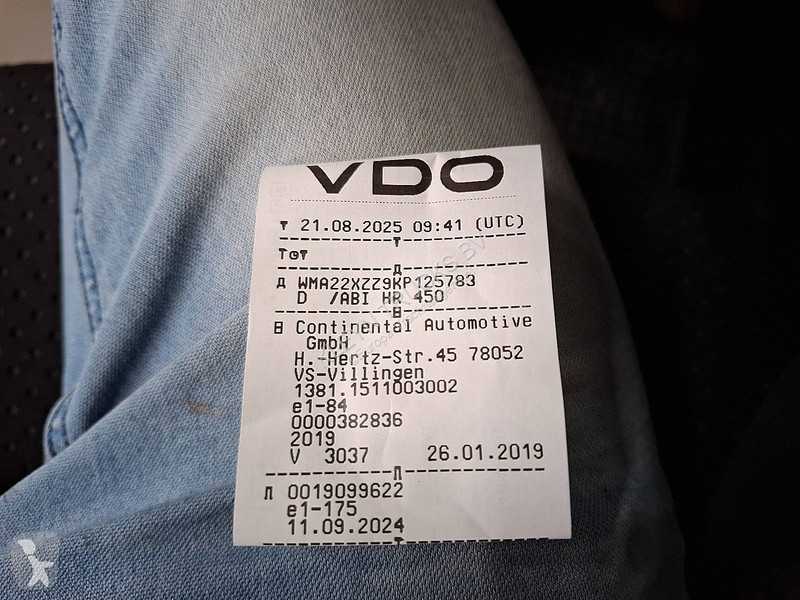 VDO
21.08.2025 09:41 (UTC)
WMA22XZZ9KP125783
D /ABI HR 450
Continental Automotive
GmbH
H.-Hertz-Str.45 78052
VS-Villingen
1381.1511003002
e1-84
0000382836
2019
V 3037 26.01.2019
0019099622
e1-175
11.09.2024